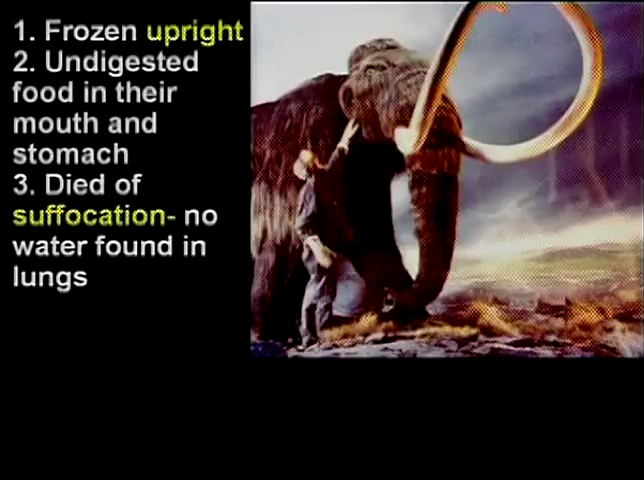 1. Frozen upright
2. Undigested
food in their
mouth and
stomach
3. Died of
suffocation- no
water found in
lungs